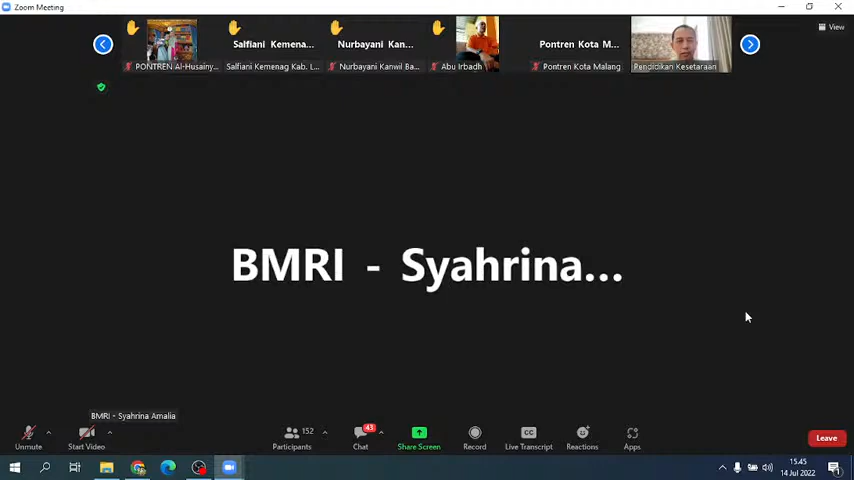 Zoom Meeting
View
Salfiani Kemena...
Nurbayani Kan...
Pontren Kota M...
PONTREN Al-Husainy...
Salfiani Kemenag Kab. L...
Nurbayani Kanwil Ba...
Abu Irbadh
Pontren Kota Malang
Pendidikan Kesetaraan
BMRI - Syahrina...
BMRI - Syahrina Amalia
152
43
CC
Unmute
Start Video
Participants
Chat
Share Screen
Record
Live Transcript
Reactions
Apps
Leave
15.45
14 Jul 2022
1